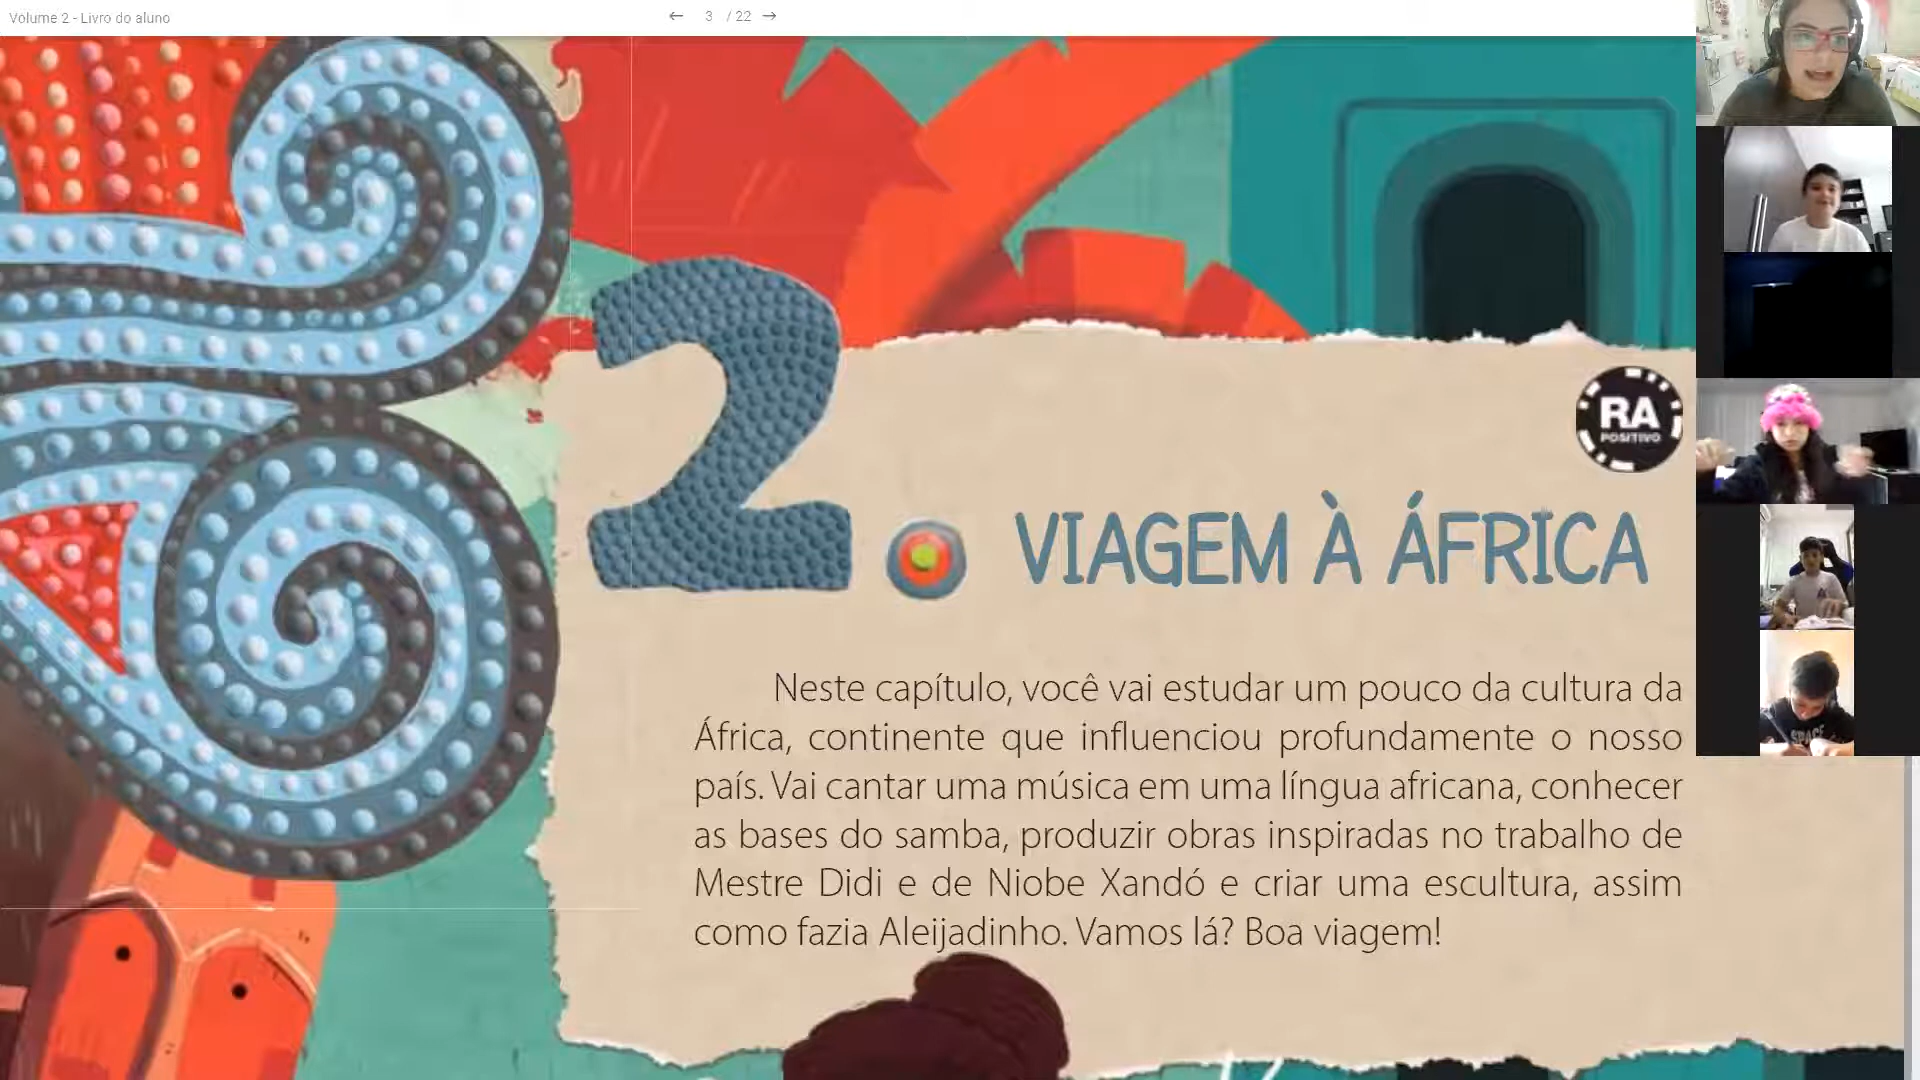 Volume 2 - Livro do aluno
← 3 / 22 →
2. VIAGEM À ÁFRICA
RA
POSITIVO
Neste capítulo, você vai estudar um pouco da cultura da
África, continente que influenciou profundamente o nosso
país. Vai cantar uma música em uma língua africana, conhecer
as bases do samba, produzir obras inspiradas no trabalho de
Mestre Didi e de Niobe Xandó e criar uma escultura, assim
como fazia Aleijadinho. Vamos lá? Boa viagem!
SPACE